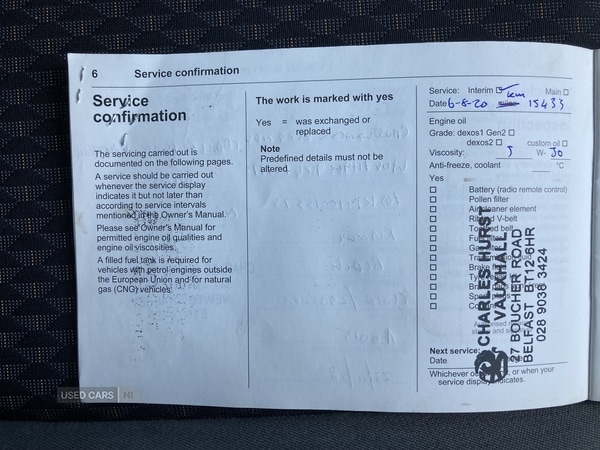 6 Service confirmation
Service
confirmation
The servicing carried out is
documented on the following pages.
A service should be carried out
whenever the service display
indicates it but not later than
according to service intervals
mentioned in the Owner's Manual.
Please see Owner's Manual for
permitted engine oil qualities and
engine oil viscosities.
A filled fuel tank is required for
vehicles with petrol engines outside
the European Union and for natural
gas (CNG) vehicles.
The work is marked with yes
Yes = was exchanged or
replaced
Note
Predefined details must not be
altered.
Service: Interim Main
Date 6-8-20 km 15433
Engine oil
Grade: dexos1 Gen2
dexos2 custom oil
Viscosity: 5 W- 30
Anti-freeze, coolant °C
Yes
Battery (radio remote control)
Pollen filter
Air cleaner element
V-belt
belt
Brake
Next service:
Date
Whichever or when your
service display indicates.
CHARLES HURST
VAUXHALL
27 BOUCHER ROAD
BELFAST BT12 6HR
028 9038 3424
USED CARS NI